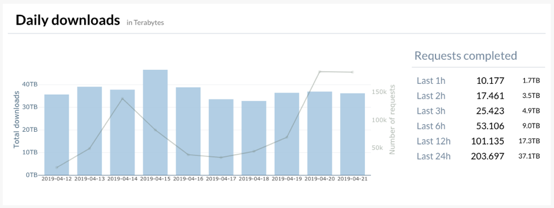 Daily downloads in Terabytes
Requests completed
Last 1h 10.177 1.7TB
Last 2h 17.461 3.5TB
Last 3h 25.423 4.9TB
Last 6h 53.106 9.0TB
Last 12h 101.135 17.3TB
Last 24h 203.697 37.1TB
Total downloads
40TB
30TB
20TB
10TB
0TB
150k
100k
50k
Number of requests
2019-04-12 2019-04-13 2019-04-14 2019-04-15 2019-04-16 2019-04-17 2019-04-18 2019-04-19 2019-04-20 2019-04-21